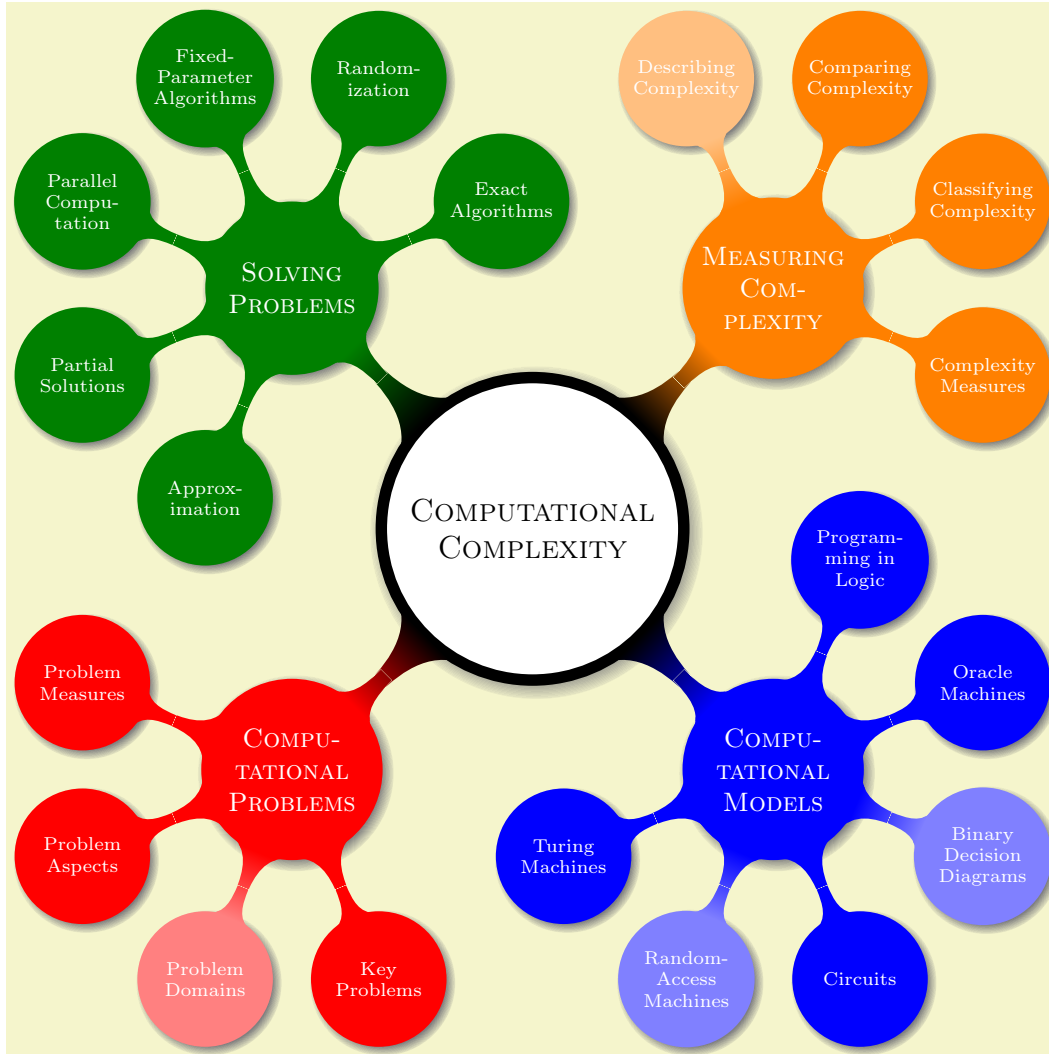 Fixed-
Parameter
Algorithms
Random-
ization
Describing
Complexity
Comparing
Complexity
Parallel
Compu-
tation
Exact
Algorithms
Classifying
Complexity
SOLVING
PROBLEMS
MEASURING
COM-
PLEXITY
Partial
Solutions
Complexity
Measures
Approx-
imation
COMPUTATIONAL
COMPLEXITY
Programm-
ming in
Logic
Problem
Measures
Oracle
Machines
COMPU-
TATIONAL
PROBLEMS
COMPU-
TATIONAL
MODELS
Problem
Aspects
Turing
Machines
Binary
Decision
Diagrams
Problem
Domains
Key
Problems
Random-
Access
Machines
Circuits